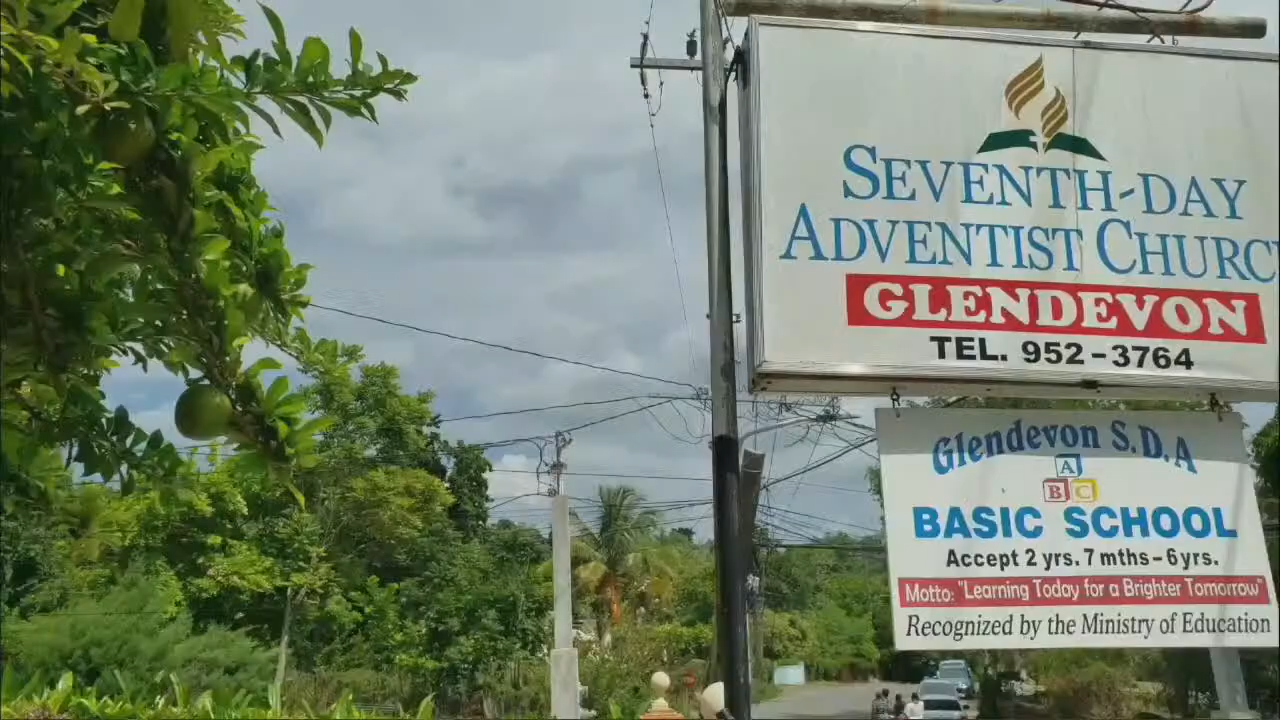 SEVENTH-DAY
ADVENTIST CHURC
GLENDEVON
TEL. 952-3764
Glendevon S.D.A
A
B C
BASIC SCHOOL
Accept 2 yrs. 7 mths-6yrs.
Motto: "Learning Today for a Brighter Tomorrow"
Recognized by the Ministry of Education